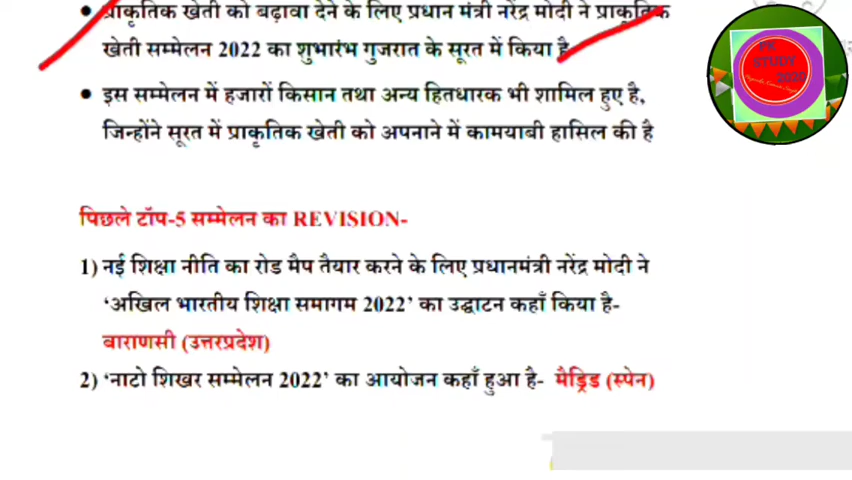 प्राकृतिक खेती को बढ़ावा देने के लिए प्रधान मंत्री नरेंद्र मोदी ने प्राकृतिक
खेती सम्मेलन 2022 का शुभारंभ गुजरात के सूरत में किया है
इस सम्मेलन में हजारों किसान तथा अन्य हितधारक भी शामिल हुए है,
जिन्होंने सूरत में प्राकृतिक खेती को अपनाने में कामयाबी हासिल की है
पिछले टॉप-5 सम्मेलन का REVISION-
1) नई शिक्षा नीति का रोड मैप तैयार करने के लिए प्रधानमंत्री नरेंद्र मोदी ने
‘अखिल भारतीय शिक्षा समागम 2022’ का उद्घाटन कहाँ किया है-
वाराणसी (उत्तरप्रदेश)
2) ‘नाटो शिखर सम्मेलन 2022’ का आयोजन कहाँ हुआ है- मैड्रिड (स्पेन)
PK
STUDY
2020